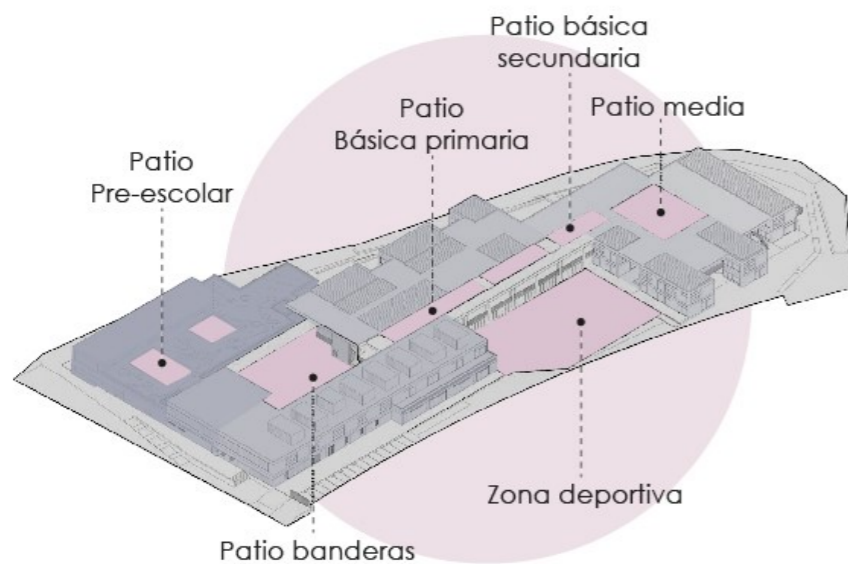 Patio básica
secundaria
Patio media
Patio
Básica primaria
Patio
Pre-escolar
Zona deportiva
Patio banderas